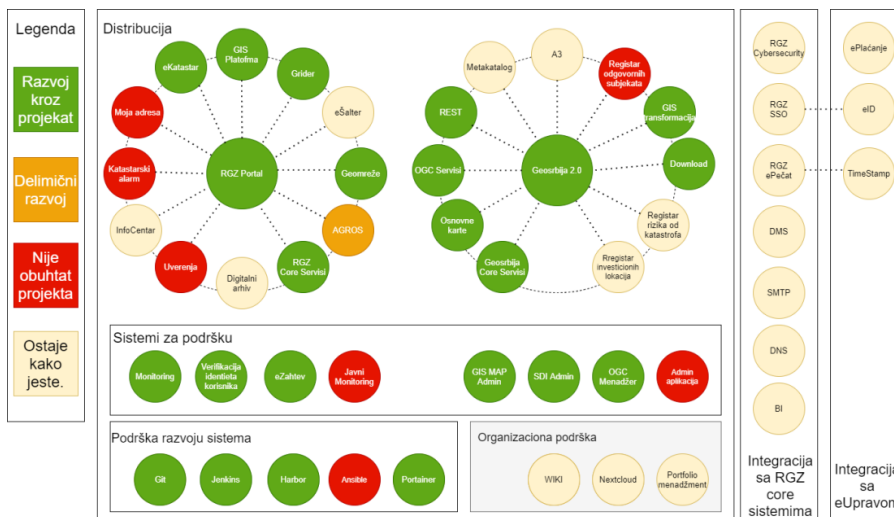 Legenda
Razvoj
kroz
projekat
Delimični
razvoj
Nije
obuhtat
projekta
Ostaje
kako
jeste.
Distribucija
GIS
Platofma
Grider
eŠalter
Geomreže
AGROS
RGZ
Core Servisi
Digitalni
arhiv
Uverenja
InfoCentar
Katastarski
alarm
Moja adresa
eKatastar
RGZ Portal
A3
Registar
odgovornih
subjekata
GIS
transformacija
Download
Registar
rizika od
katastrofa
Rregistar
investicionih
lokacija
Geosrbija
Core Servisi
Osnovne
karte
OGC Servisi
REST
Metakatalog
Geosrbija 2.0
Sistemi za podršku
Monitoring
Verifikacija
identieta
korisnika
eZahtev
Javni
Monitoring
GIS MAP
Admin
SDI Admin
OGC
Menadžer
Admin
aplikacija
Podrška razvoju sistema
Git
Jenkins
Harbor
Ansible
Portainer
Organizaciona podrška
WIKI
Nextcloud
Portfolio
menadžment
RGZ
Cybersecurity
RGZ
SSO
RGZ
ePečat
DMS
SMTP
DNS
BI
Integracija
sa RGZ
core
sistemima
ePlaćanje
eID
TimeStamp
Integracija
sa
eUpravom